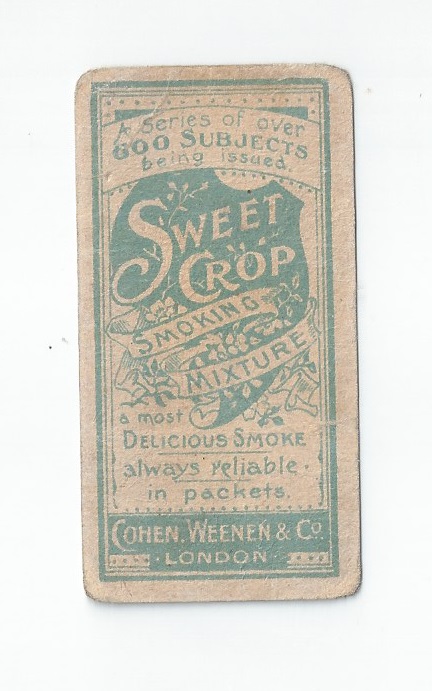 A Series of over
600 SUBJECTS
being issued.
SWEET
CROP
SMOKING
MIXTURE
a most
DELICIOUS SMOKE
always reliable.
in packets.
COHEN, WEENEN & CO.
· LONDON ·